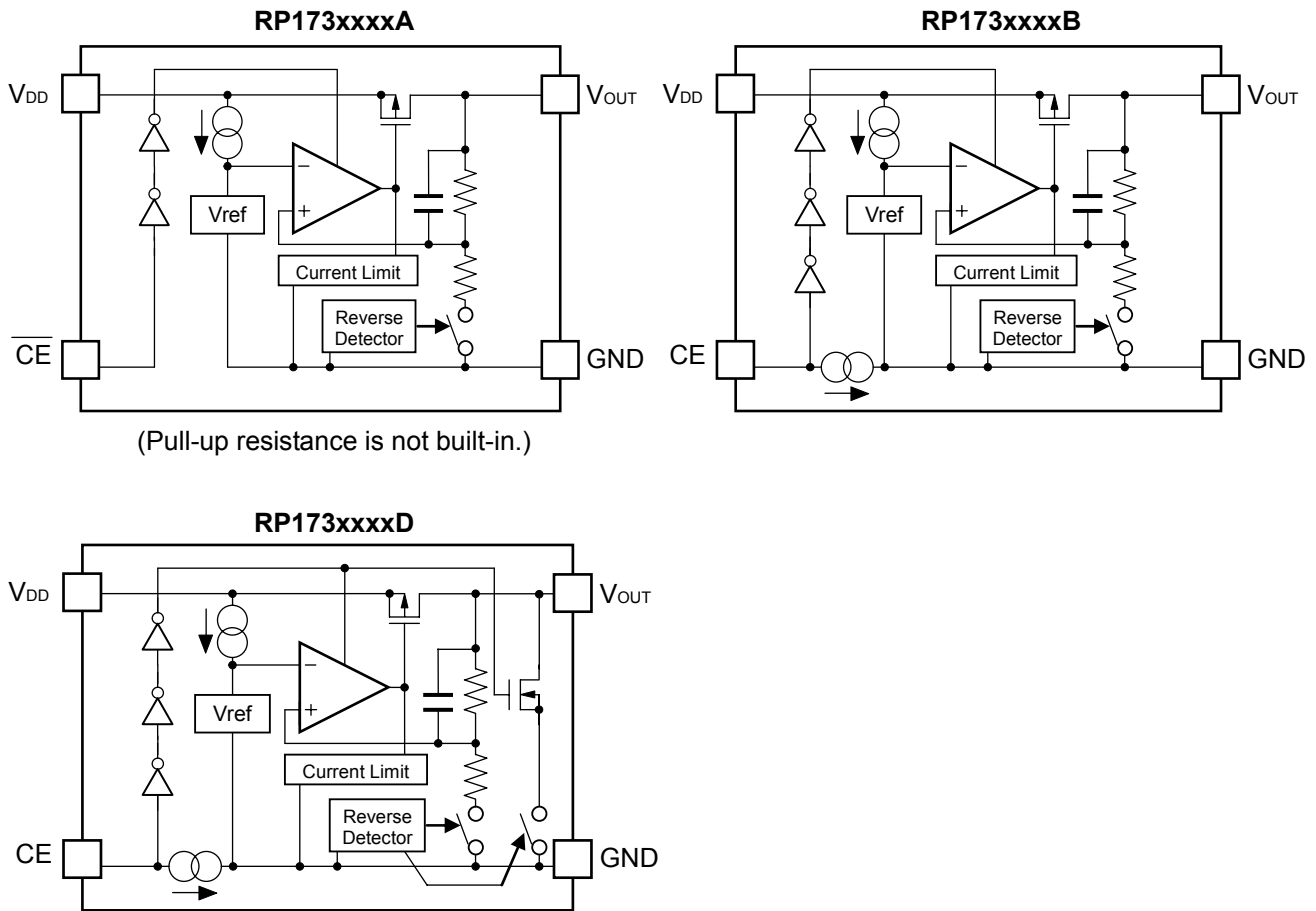 RP173xxxxA
VDD
VOUT
−
+
Vref
Current Limit
Reverse
Detector
C̅E̅
GND
(Pull-up resistance is not built-in.)
RP173xxxxB
VDD
VOUT
−
+
Vref
Current Limit
Reverse
Detector
CE
GND
RP173xxxxD
VDD
VOUT
−
+
Vref
Current Limit
Reverse
Detector
CE
GND